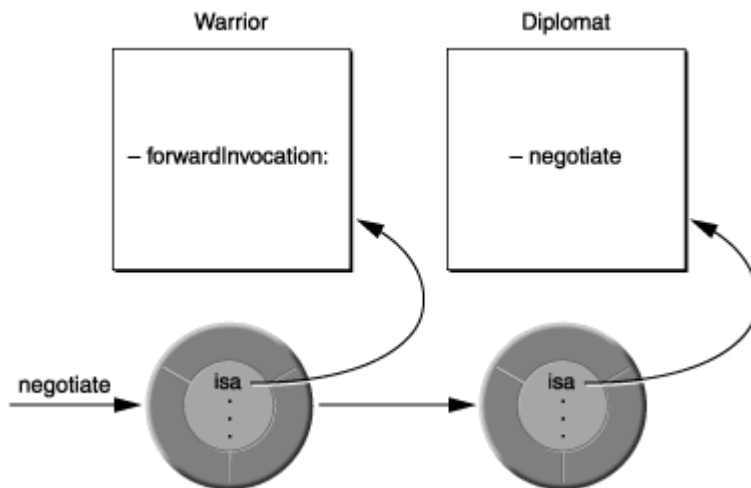 Warrior
Diplomat
– forwardInvocation:
– negotiate
negotiate
isa
isa